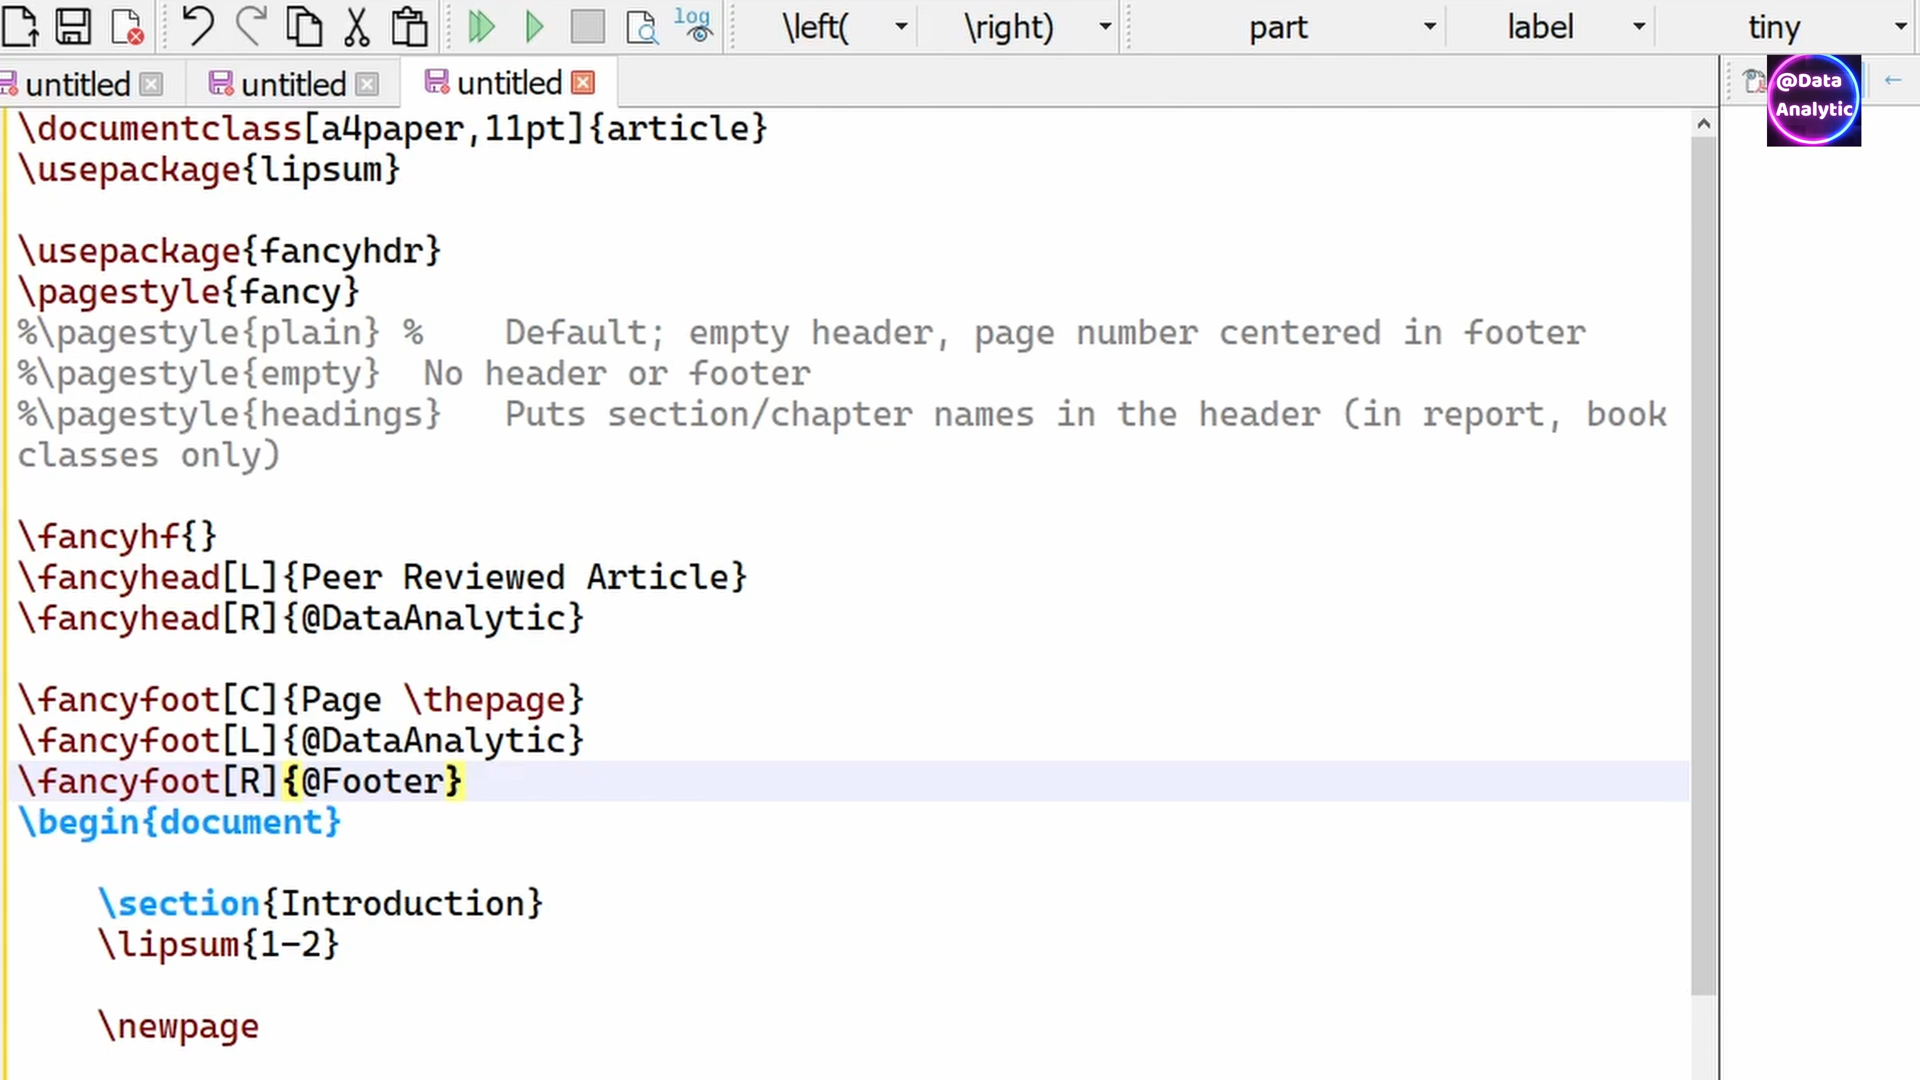 log \left( \right) part label tiny
untitled untitled untitled
@Data
Analytic
\documentclass[a4paper,11pt]{article}
\usepackage{lipsum}
\usepackage{fancyhdr}
\pagestyle{fancy}
%\pagestyle{plain} %    Default; empty header, page number centered in footer
%\pagestyle{empty}  No header or footer
%\pagestyle{headings}   Puts section/chapter names in the header (in report, book
classes only)
\fancyhf{}
\fancyhead[L]{Peer Reviewed Article}
\fancyhead[R]{@DataAnalytic}
\fancyfoot[C]{Page \thepage}
\fancyfoot[L]{@DataAnalytic}
\fancyfoot[R]{@Footer}
\begin{document}
\section{Introduction}
\lipsum{1-2}
\newpage